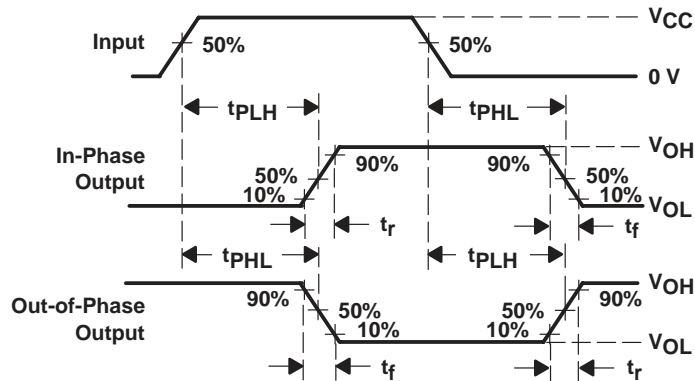 VCC
Input
50%
50%
0 V
tPLH
tPHL
In-Phase
Output
VOH
90%
90%
50%
50%
10%
10%
VOL
tr
tf
tPHL
tPLH
Out-of-Phase
Output
VOH
90%
90%
50%
50%
10%
10%
VOL
tf
tr